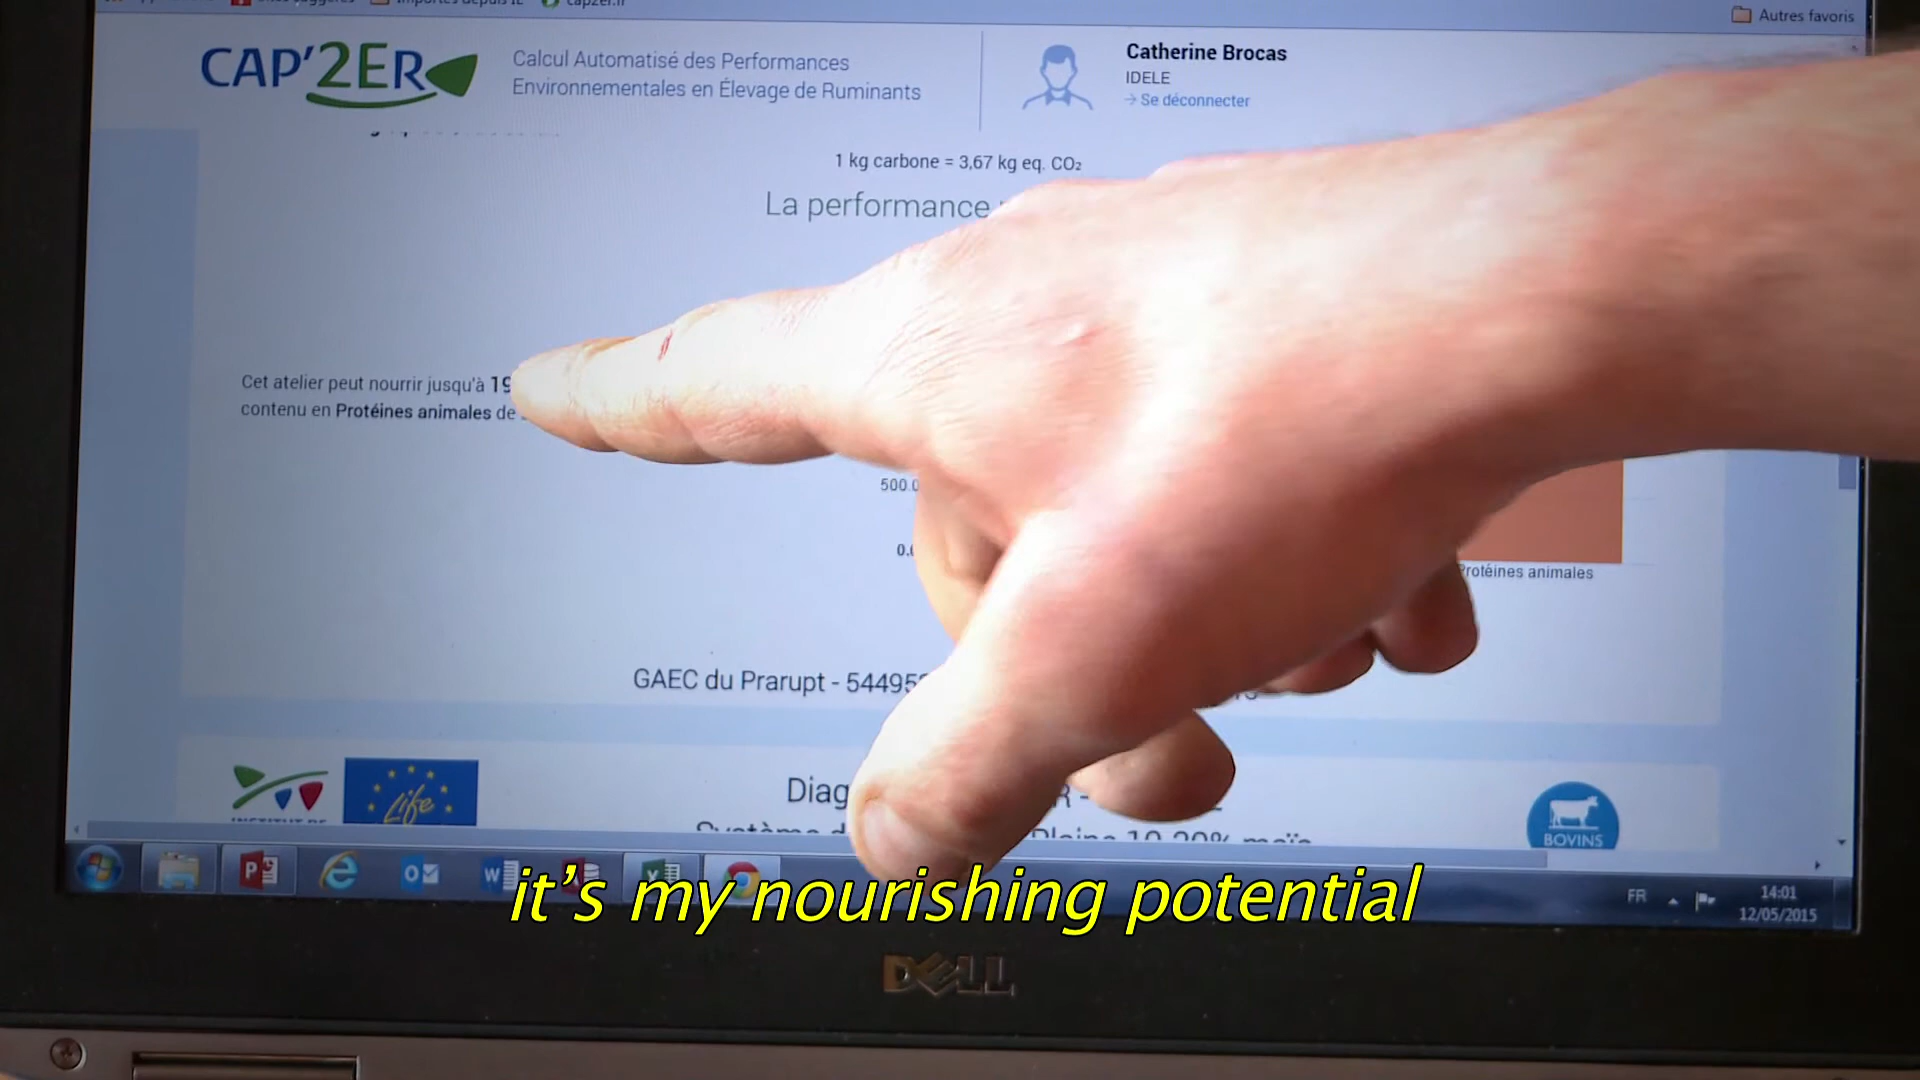 Autres favoris
CAP'2ER
Calcul Automatisé des Performances
Environnementales en Élevage de Ruminants
Catherine Brocas
IDELE
→ Se déconnecter
1 kg carbone = 3,67 kg eq. CO₂
La performance
Cet atelier peut nourrir jusqu'à 19
contenu en Protéines animales de
500.0
Protéines animales
GAEC du Prarupt - 54495
Life
BOVINS
FR
14:01
12/05/2015
it's my nourishing potential
DELL